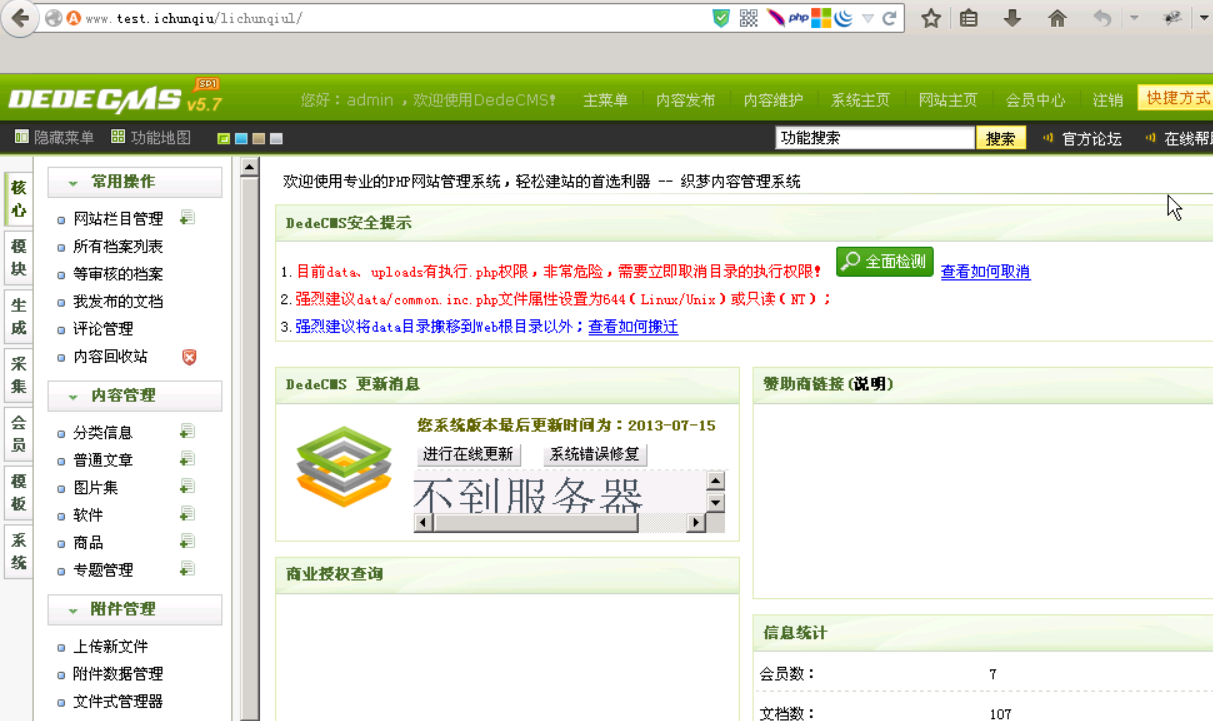 www.test.ichunqiu/lichunqiul/
php
DEDECMS SP1 v5.7
您好：admin ，欢迎使用DedeCMS！ 主菜单 内容发布 内容维护 系统主页 网站主页 会员中心 注销 快捷方式
隐藏菜单 功能地图 功能搜索 搜索 官方论坛 在线帮
核心
模块
生成
采集
会员
模板
系统
常用操作
网站栏目管理
所有档案列表
等审核的档案
我发布的文档
评论管理
内容回收站
内容管理
分类信息
普通文章
图片集
软件
商品
专题管理
附件管理
上传新文件
附件数据管理
文件式管理器
欢迎使用专业的PHP网站管理系统，轻松建站的首选利器 -- 织梦内容管理系统
DedeCMS安全提示
1.目前data、uploads有执行.php权限，非常危险，需要立即取消目录的执行权限！ 全面检测 查看如何取消
2.强烈建议data/common.inc.php文件属性设置为644（Linux/Unix）或只读（NT）；
3.强烈建议将data目录搬移到Web根目录以外；查看如何搬迁
DedeCMS 更新消息
您系统版本最后更新时间为：2013-07-15
进行在线更新 系统错误修复
不到服务器
商业授权查询
赞助商链接(说明)
信息统计
会员数： 7
文档数： 107